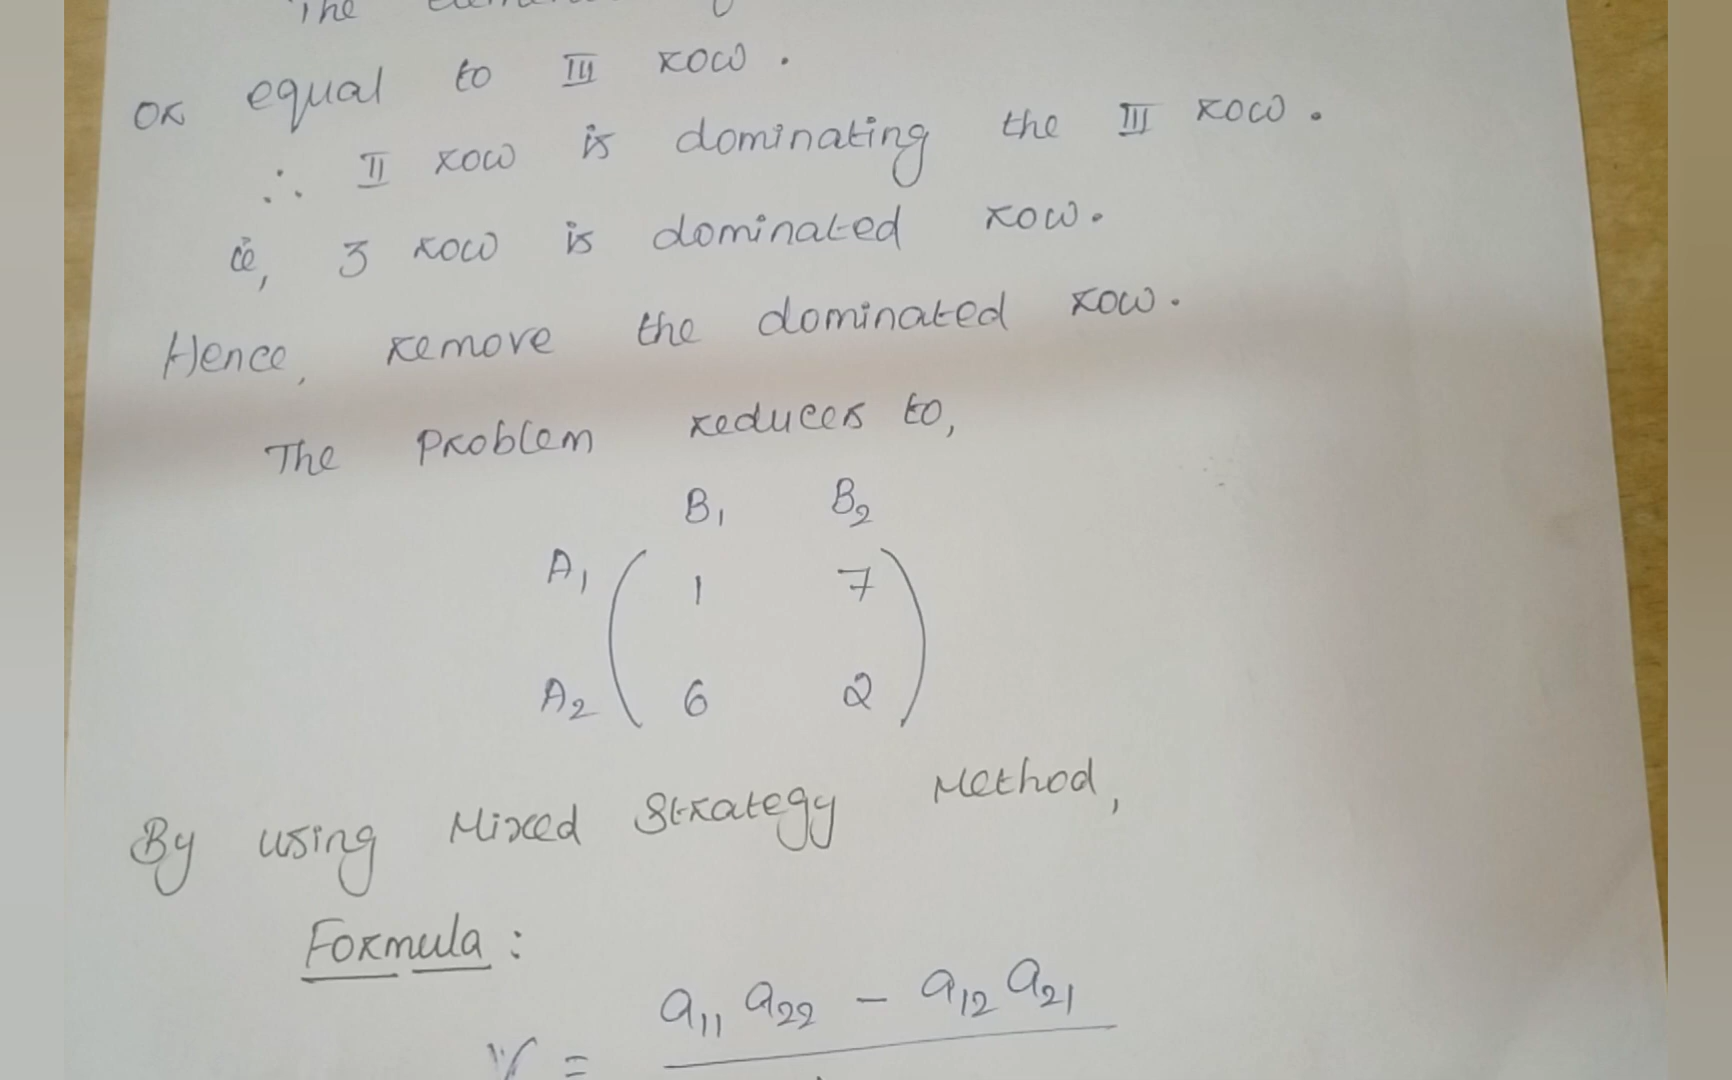 The
or equal to III row.
∴ II row is dominating the III row.
ie, 3 row is dominated row.
Hence, remove the dominated row.
The problem reduces to,
B₁ B₂
A₁ ( 1 7 )
A₂ ( 6 2 )
By using Mixed Strategy Method,
Formula :
V = a₁₁ a₂₂ - a₁₂ a₂₁